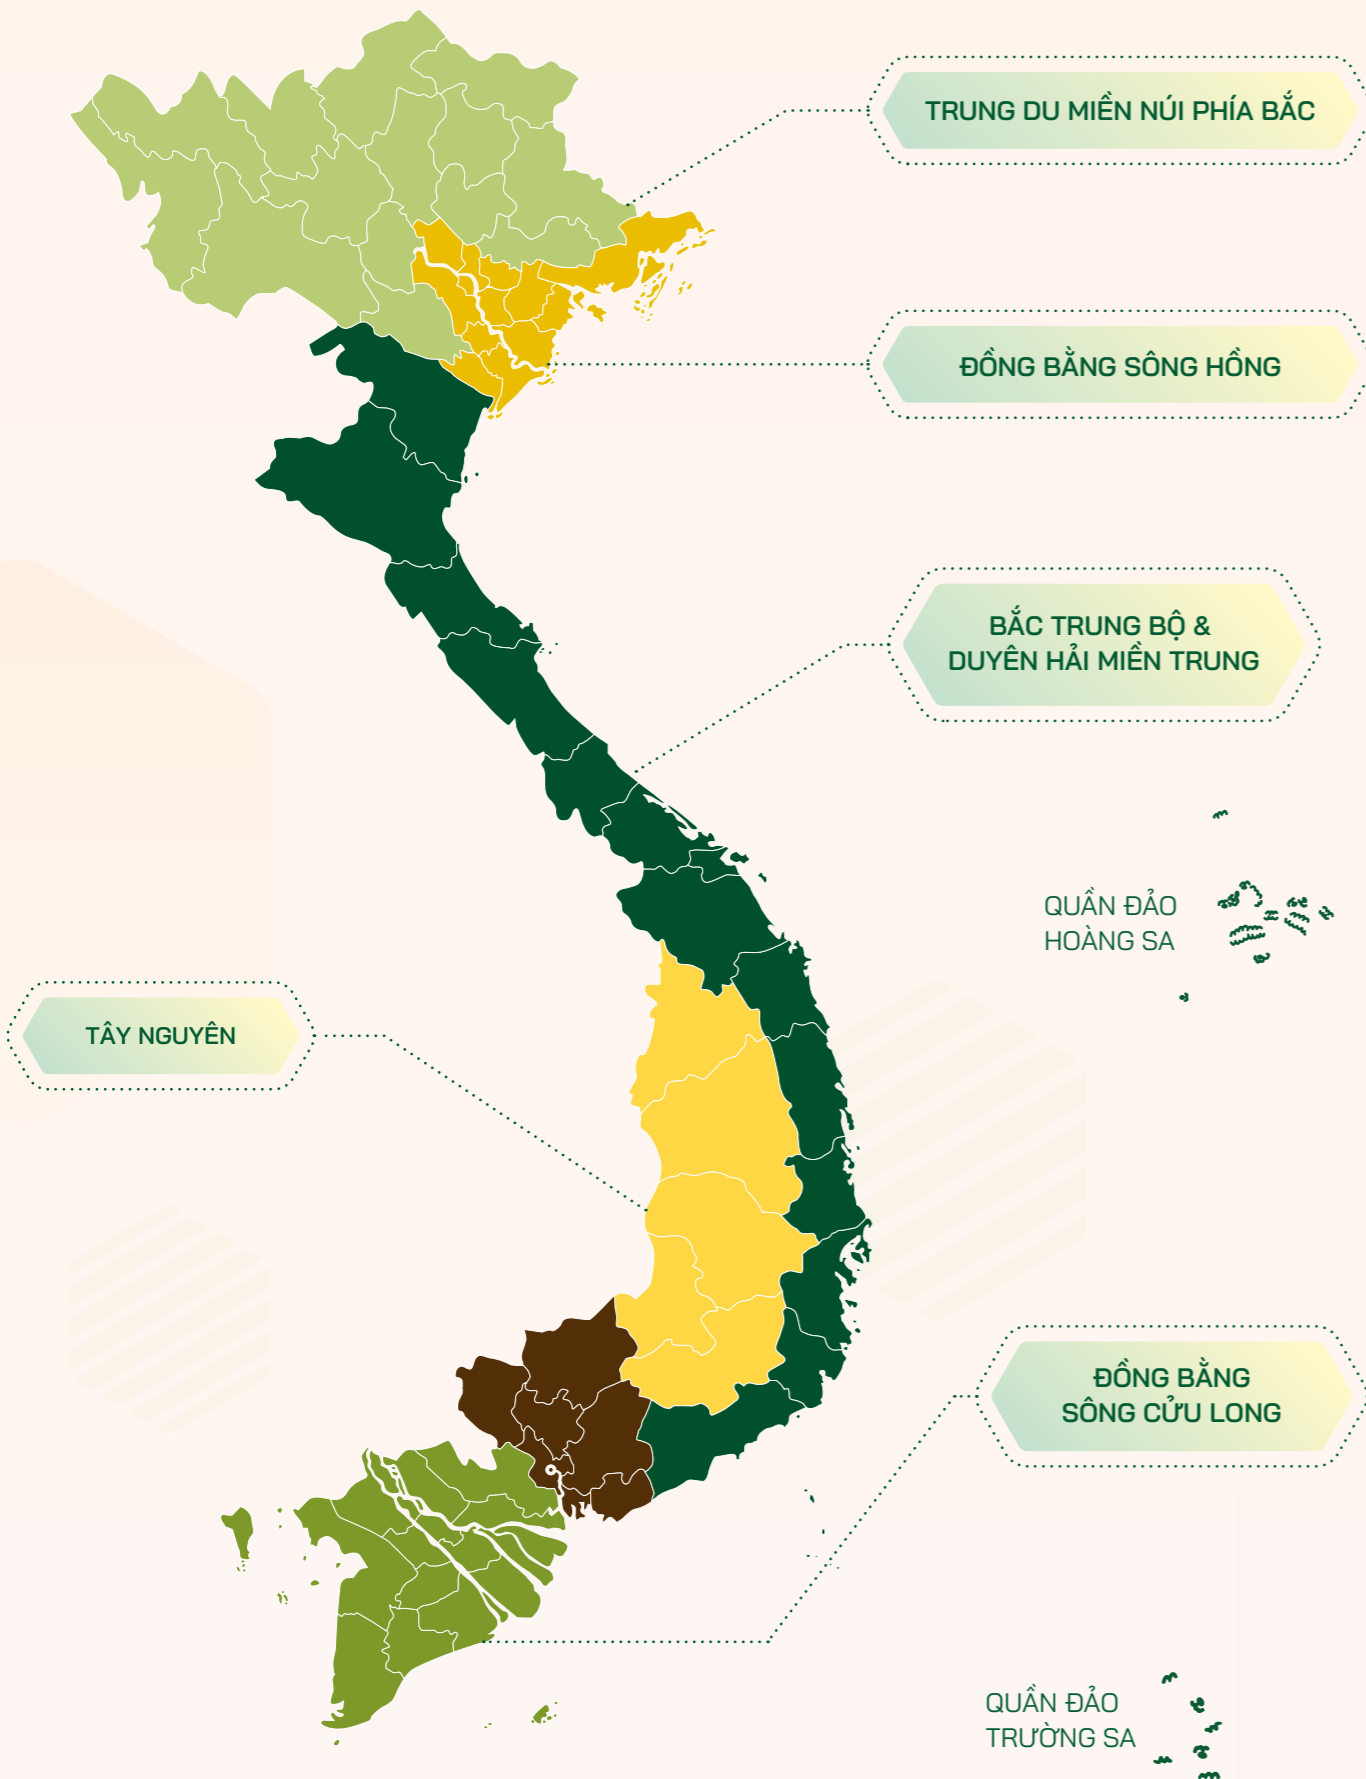 TRUNG DU MIỀN NÚI PHÍA BẮC
ĐỒNG BẰNG SÔNG HỒNG
BẮC TRUNG BỘ &
DUYÊN HẢI MIỀN TRUNG
QUẦN ĐẢO
HOÀNG SA
TÂY NGUYÊN
ĐỒNG BẰNG
SÔNG CỬU LONG
QUẦN ĐẢO
TRƯỜNG SA